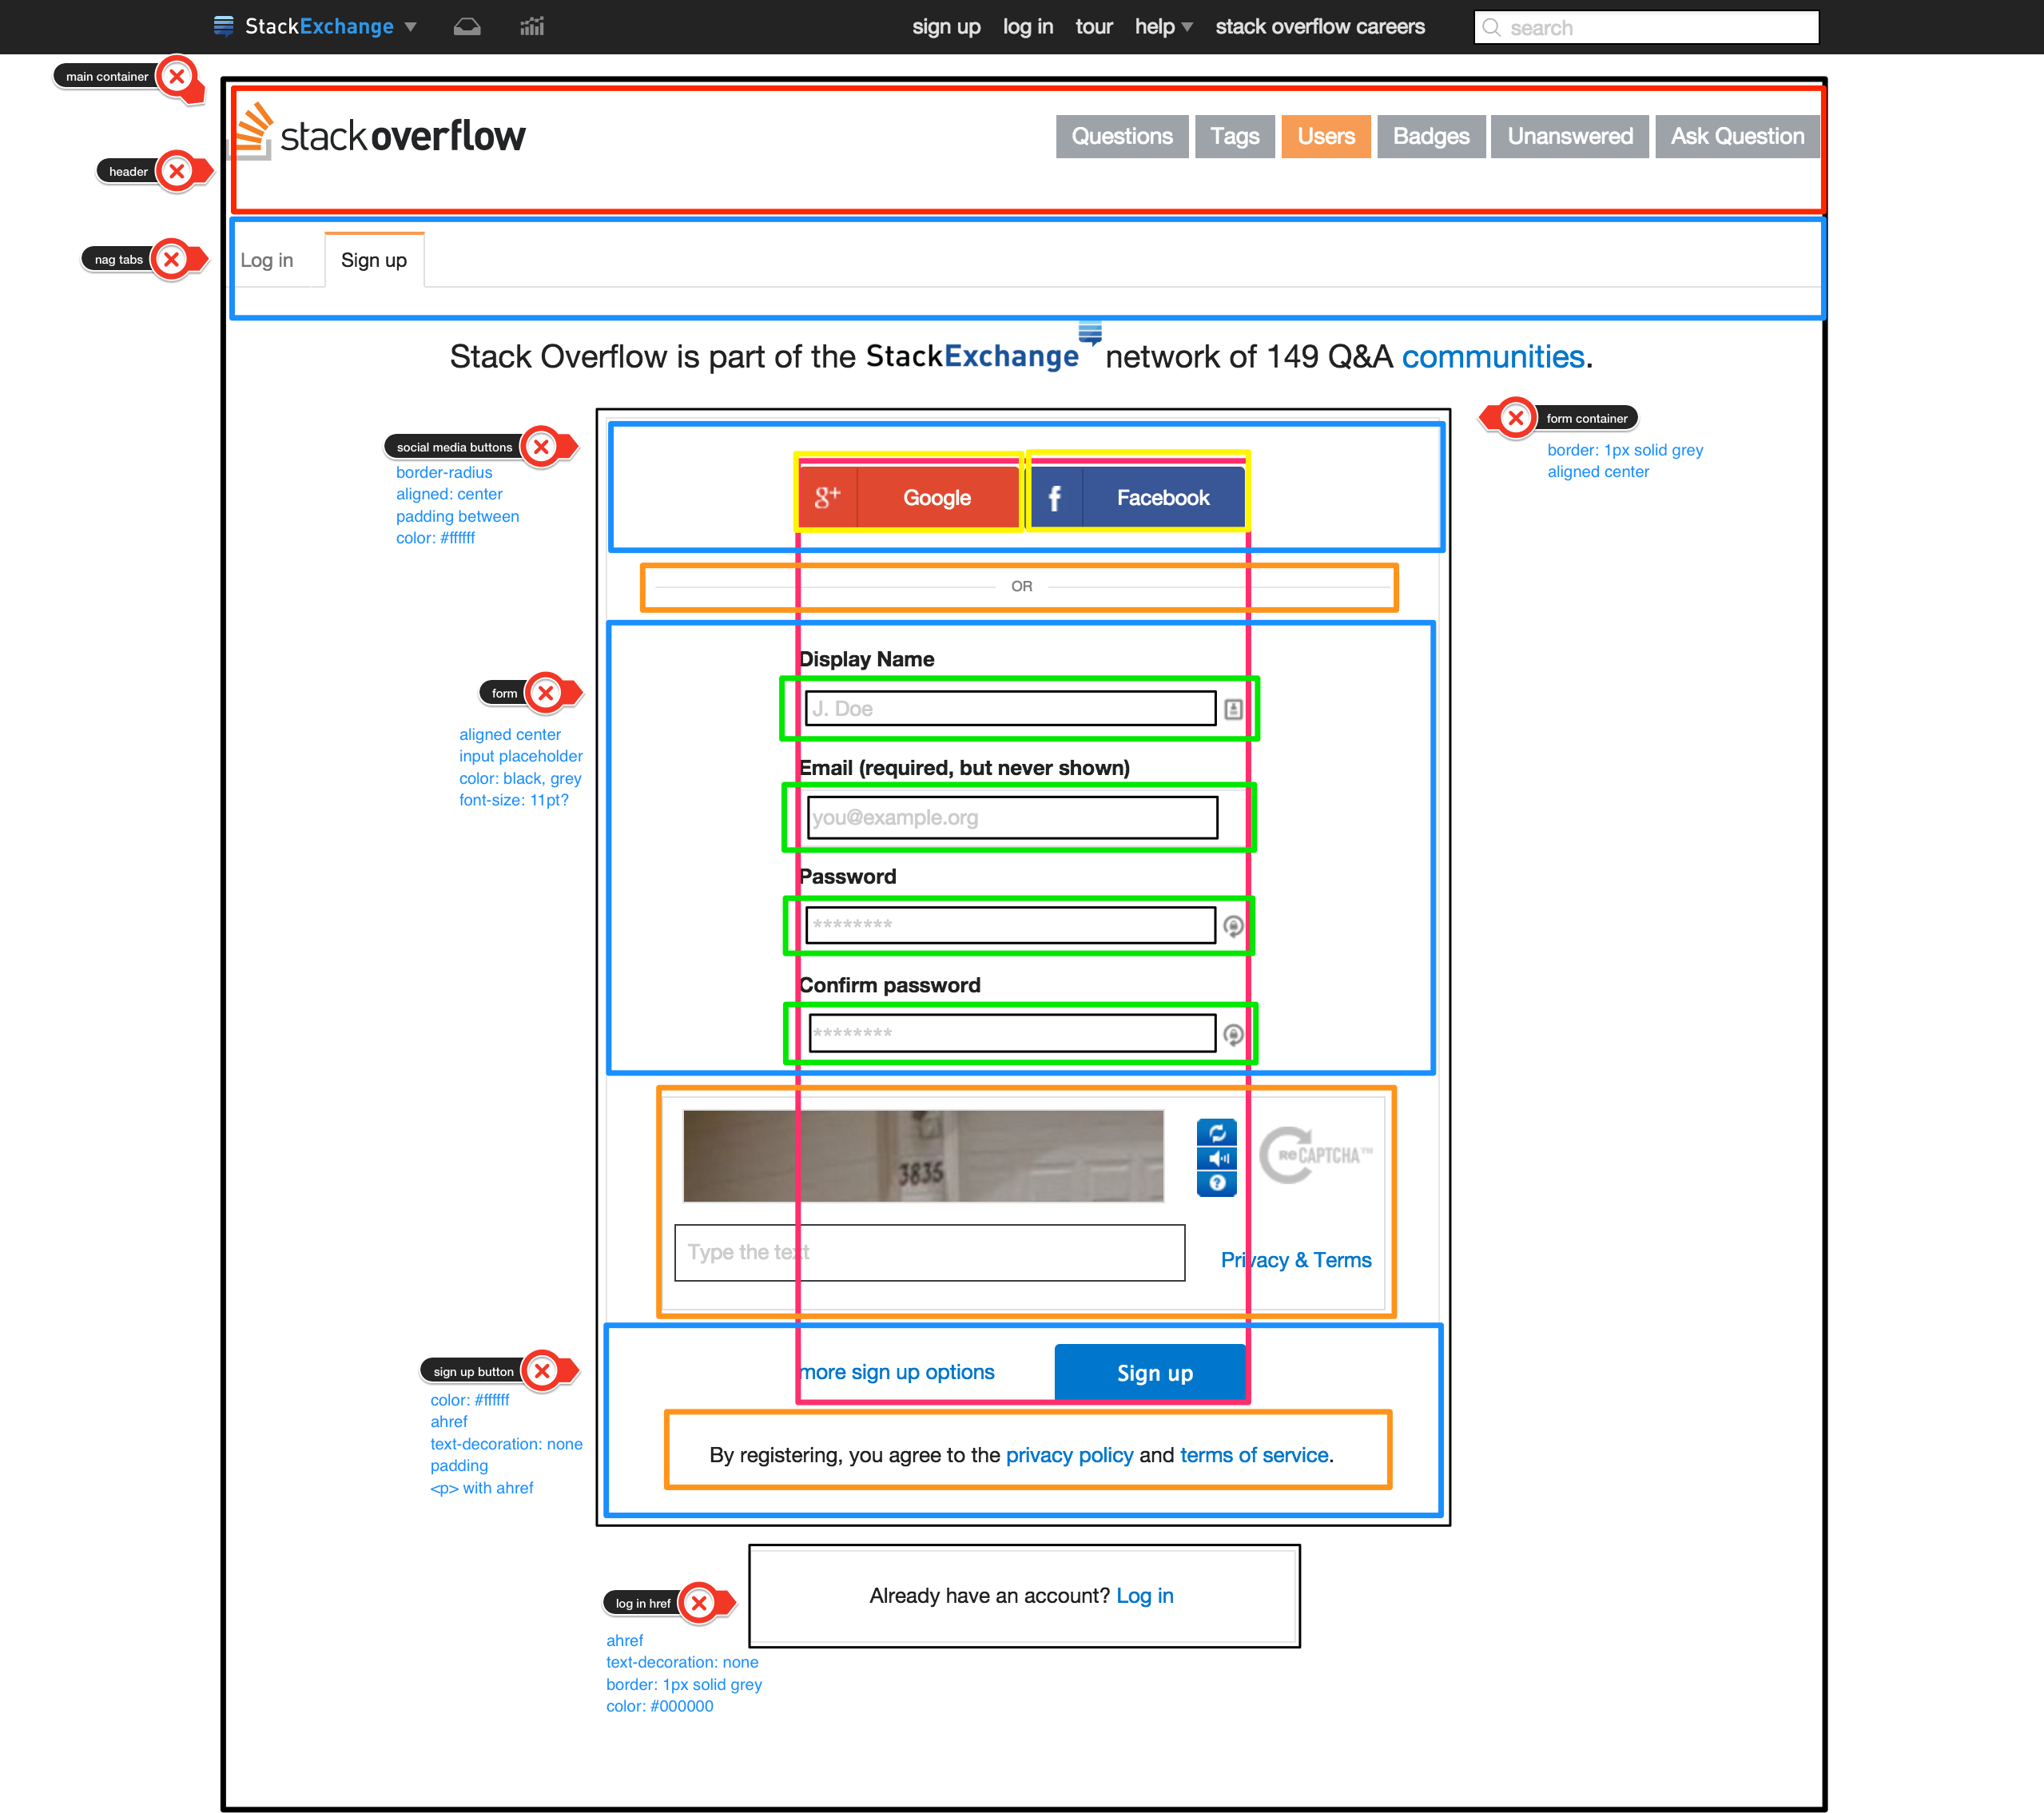 StackExchange
sign up log in tour help stack overflow careers
search
main container
stackoverflow
Questions Tags Users Badges Unanswered Ask Question
header
nag tabs
Log in Sign up
Stack Overflow is part of the StackExchange network of 149 Q&A communities.
form container
border: 1px solid grey
aligned center
social media buttons
border-radius
aligned: center
padding between
color: #ffffff
g+ Google
f Facebook
OR
Display Name
form
J. Doe
aligned center
input placeholder
color: black, grey
font-size: 11pt?
Email (required, but never shown)
you@example.org
Password
********
Confirm password
********
3835
reCAPTCHA™
Type the text
Privacy & Terms
sign up button
more sign up options
Sign up
color: #ffffff
ahref
text-decoration: none
padding
<p> with ahref
By registering, you agree to the privacy policy and terms of service.
Already have an account? Log in
log in href
ahref
text-decoration: none
border: 1px solid grey
color: #000000